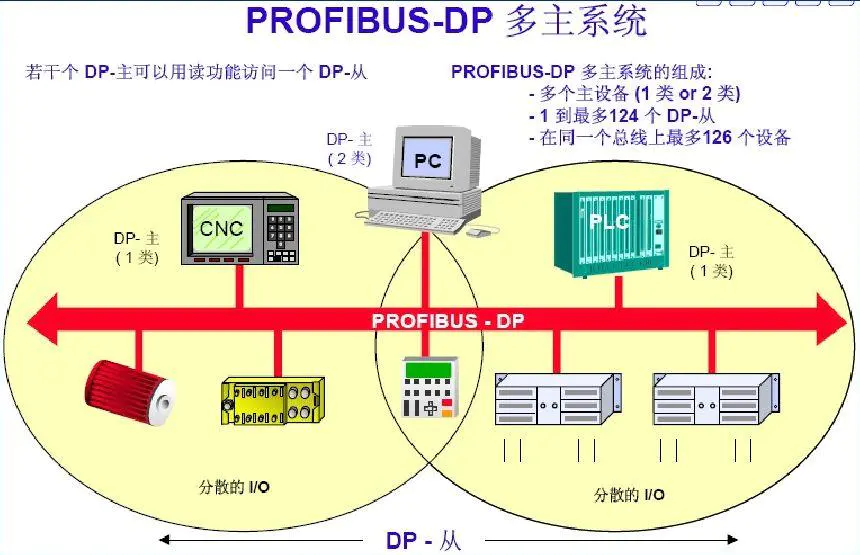 PROFIBUS-DP 多主系统
若干个 DP-主可以用读功能访问一个 DP-从
PROFIBUS-DP 多主系统的组成:
- 多个主设备 (1 类 or 2 类)
- 1 到最多124 个 DP-从
- 在同一个总线上最多126 个设备
DP- 主
( 2 类)
PC
CNC
DP- 主
( 1 类)
PLC
DP- 主
( 1 类)
PROFIBUS - DP
分散的 I/O
分散的 I/O
DP - 从